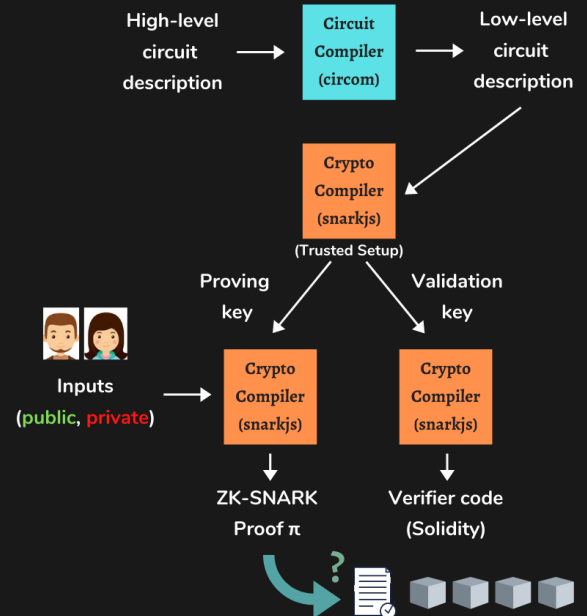 High-level
circuit
description
Circuit
Compiler
(circom)
Low-level
circuit
description
Crypto
Compiler
(snarkjs)
(Trusted Setup)
Proving
key
Validation
key
Inputs
(public, private)
Crypto
Compiler
(snarkjs)
Crypto
Compiler
(snarkjs)
ZK-SNARK
Proof π
Verifier code
(Solidity)
?